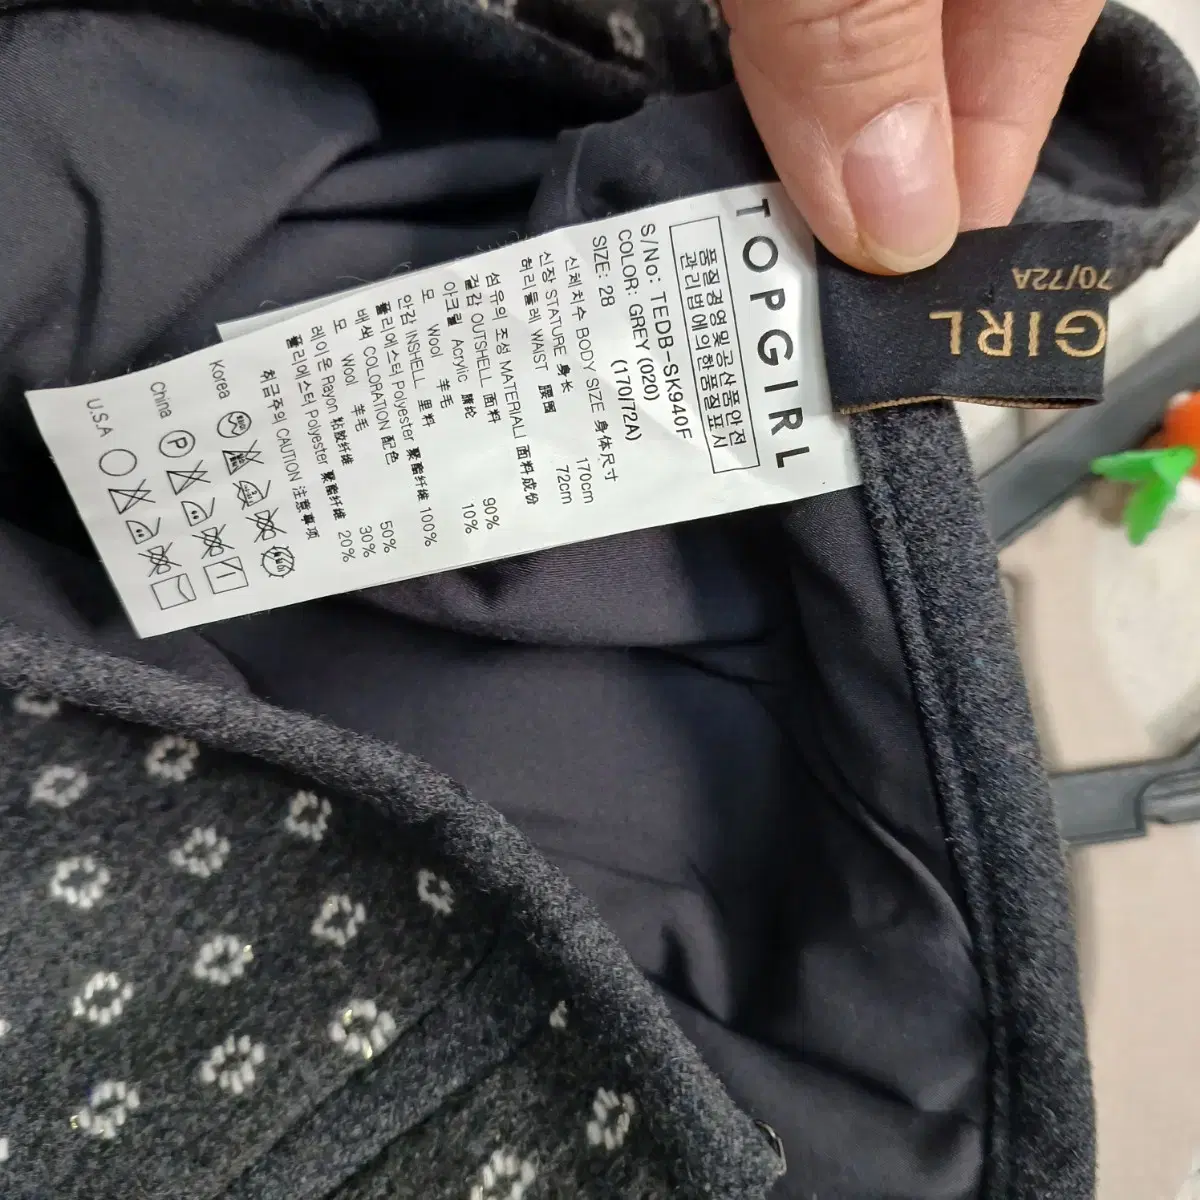 TOPGIRL
품질경영및공산품안전
관리법에의한품질표시
S/No: TEDB-SK940F
COLOR: GREY (020)
SIZE: 28 (170/72A)
신체치수 BODY SIZE 身体尺寸
신장 STATURE 身长 170cm
허리둘레 WAIST 腰围 72cm
섬유의 조성 MATERIALI 面料成份
겉감 OUTSHELL 面料
모 Wool 羊毛 90%
아크릴 Acrylic 腈纶 10%
안감 INSHELL 里料
폴리에스터 Polyester 聚酯纤维 100%
배색 COLORATION 配色
모 Wool 羊毛 50%
레이온 Rayon 粘胶纤维 30%
폴리에스터 Polyester 聚酯纤维 20%
취급주의 CAUTION 注意事项
Korea
China
P
U.S.A
GIRL
70/72A